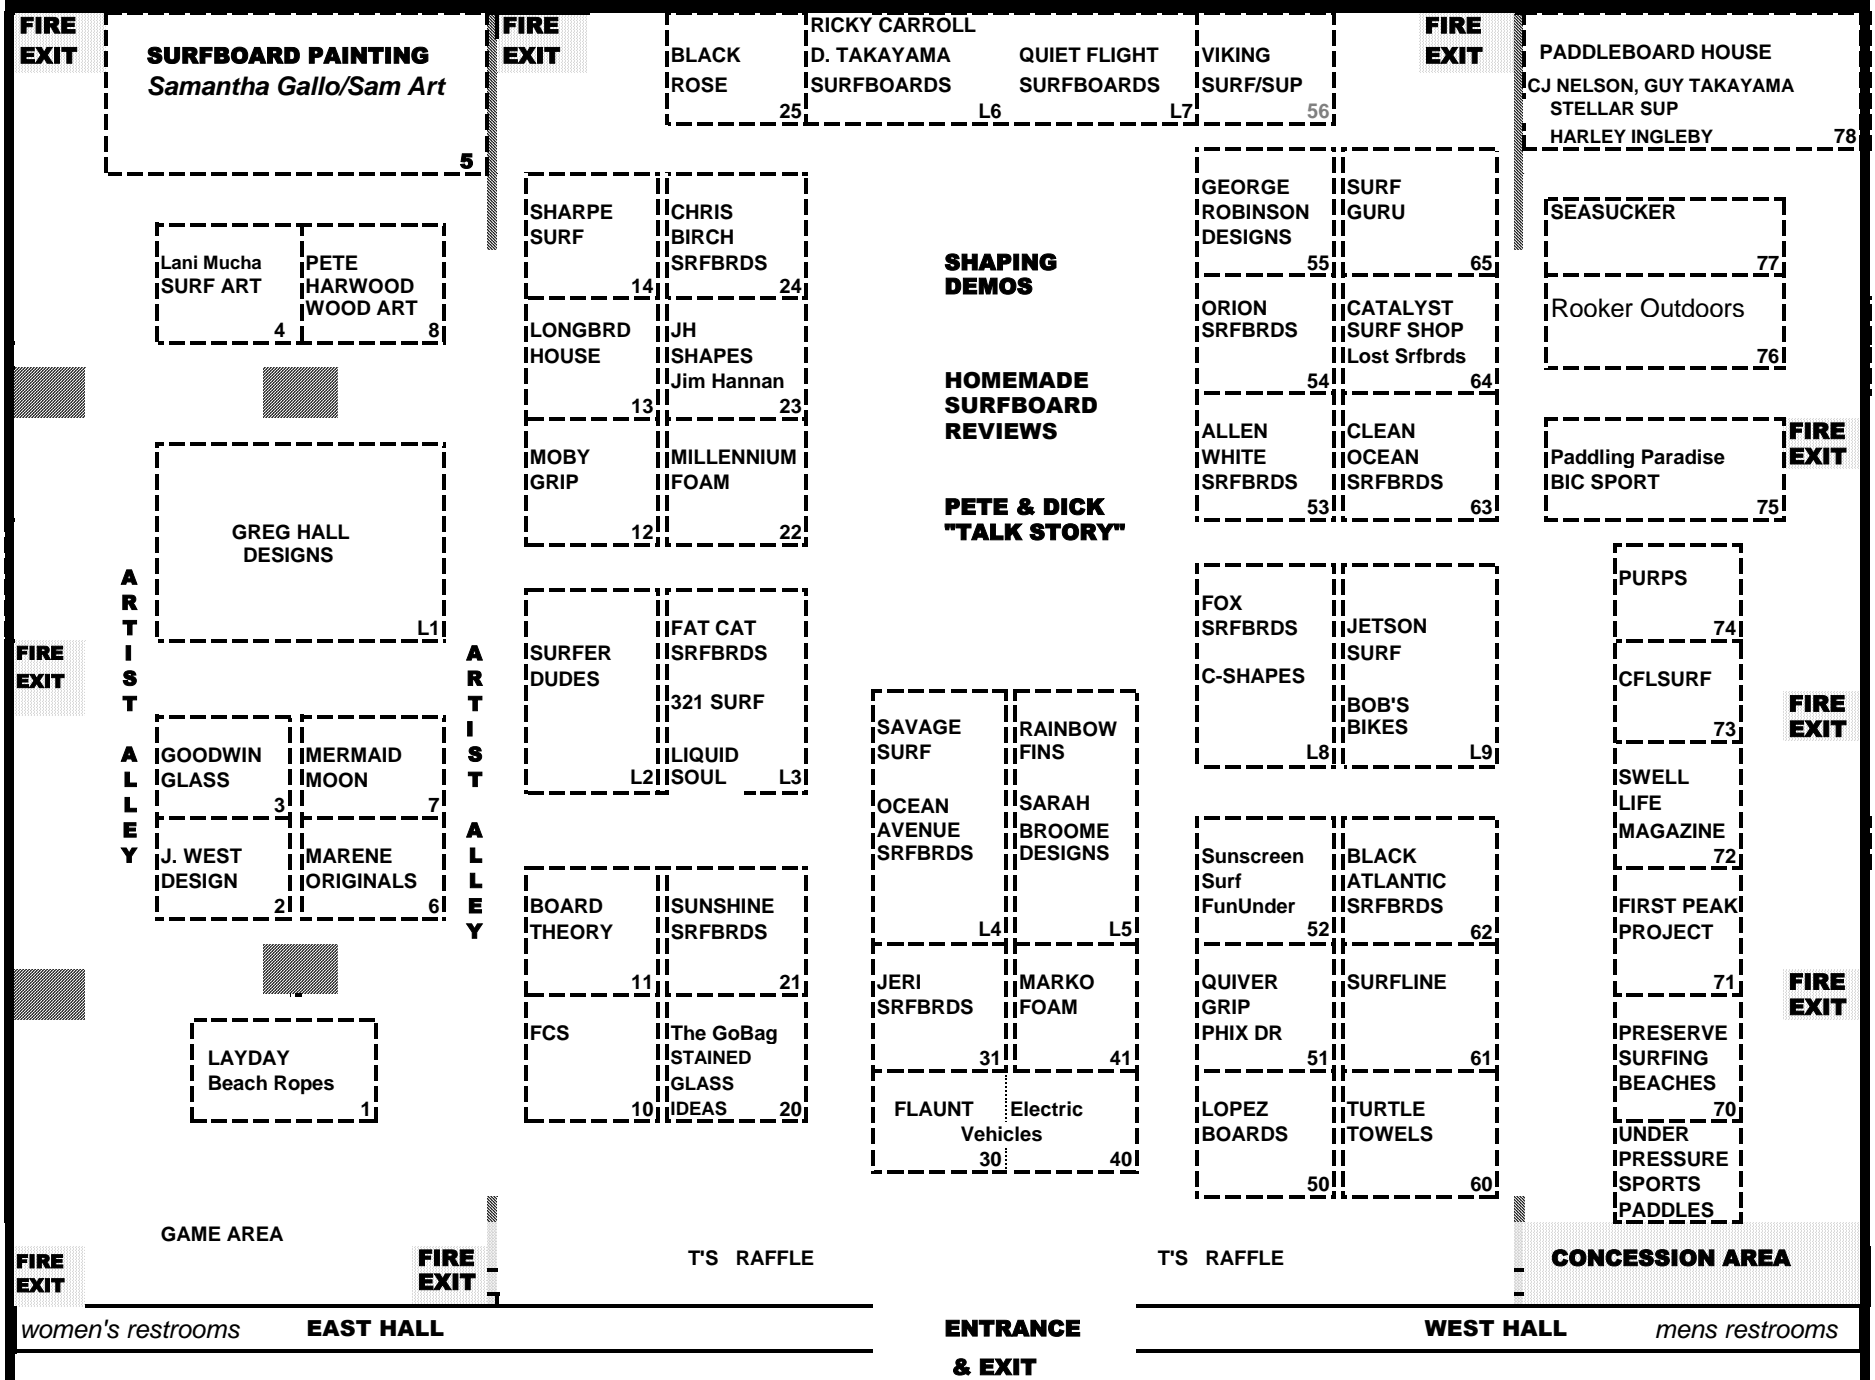 FIRE
EXIT
SURFBOARD PAINTING
Samantha Gallo/Sam Art
5
FIRE
EXIT
BLACK
ROSE
25
RICKY CARROLL
D. TAKAYAMA
SURFBOARDS
L6
QUIET FLIGHT
SURFBOARDS
L7
VIKING
SURF/SUP
56
FIRE
EXIT
PADDLEBOARD HOUSE
CJ NELSON, GUY TAKAYAMA
STELLAR SUP
HARLEY INGLEBY
78
Lani Mucha
SURF ART
4
PETE
HARWOOD
WOOD ART
8
GREG HALL
DESIGNS
L1
ARTIST ALLEY
FIRE
EXIT
ARTIST ALLEY
GOODWIN
GLASS
3
MERMAID
MOON
7
J. WEST
DESIGN
2
MARENE
ORIGINALS
6
LAYDAY
Beach Ropes
1
GAME AREA
FIRE
EXIT
FIRE
EXIT
SHARPE
SURF
14
CHRIS
BIRCH
SRFBRDS
24
LONGBRD
HOUSE
13
JH
SHAPES
Jim Hannan
23
MOBY
GRIP
12
MILLENNIUM
FOAM
22
SURFER
DUDES
L2
FAT CAT
SRFBRDS
321 SURF
LIQUID
SOUL
L3
BOARD
THEORY
11
SUNSHINE
SRFBRDS
21
FCS
10
The GoBag
STAINED
GLASS
IDEAS
20
SHAPING
DEMOS
HOMEMADE
SURFBOARD
REVIEWS
PETE & DICK
"TALK STORY"
SAVAGE
SURF
OCEAN
AVENUE
SRFBRDS
L4
RAINBOW
FINS
SARAH
BROOME
DESIGNS
L5
JERI
SRFBRDS
31
MARKO
FOAM
41
FLAUNT Electric
Vehicles
30
40
GEORGE
ROBINSON
DESIGNS
55
SURF
GURU
65
ORION
SRFBRDS
54
CATALYST
SURF SHOP
Lost Srfbrds
64
ALLEN
WHITE
SRFBRDS
53
CLEAN
OCEAN
SRFBRDS
63
FOX
SRFBRDS
C-SHAPES
L8
JETSON
SURF
BOB'S
BIKES
L9
Sunscreen
Surf
FunUnder
52
BLACK
ATLANTIC
SRFBRDS
62
QUIVER
GRIP
PHIX DR
51
SURFLINE
61
LOPEZ
BOARDS
50
TURTLE
TOWELS
60
SEASUCKER
77
Rooker Outdoors
76
Paddling Paradise
BIC SPORT
75
FIRE
EXIT
PURPS
74
CFLSURF
73
FIRE
EXIT
SWELL
LIFE
MAGAZINE
72
FIRST PEAK
PROJECT
71
FIRE
EXIT
PRESERVE
SURFING
BEACHES
70
UNDER
PRESSURE
SPORTS
PADDLES
T'S RAFFLE
T'S RAFFLE
CONCESSION AREA
women's restrooms
EAST HALL
ENTRANCE
& EXIT
WEST HALL
mens restrooms